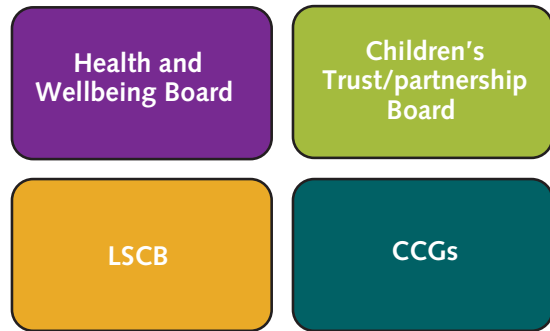 Health and
Wellbeing Board
Children's
Trust/partnership
Board
LSCB
CCGs